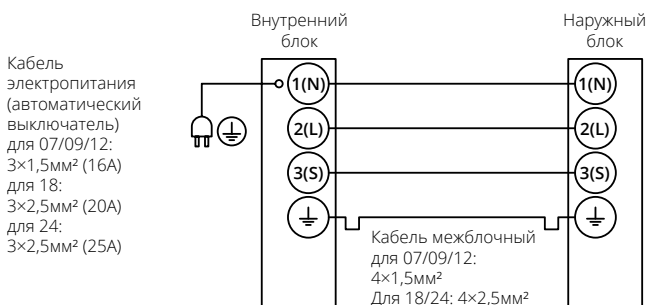 Внутренний
блок
Наружный
блок
Кабель
электропитания
(автоматический
выключатель)
для 07/09/12:
3×1,5мм² (16А)
для 18:
3×2,5мм² (20А)
для 24:
3×2,5мм² (25А)
1(N)
1(N)
2(L)
2(L)
3(S)
3(S)
Кабель межблочный
для 07/09/12:
4×1,5мм²
Для 18/24: 4×2,5мм²